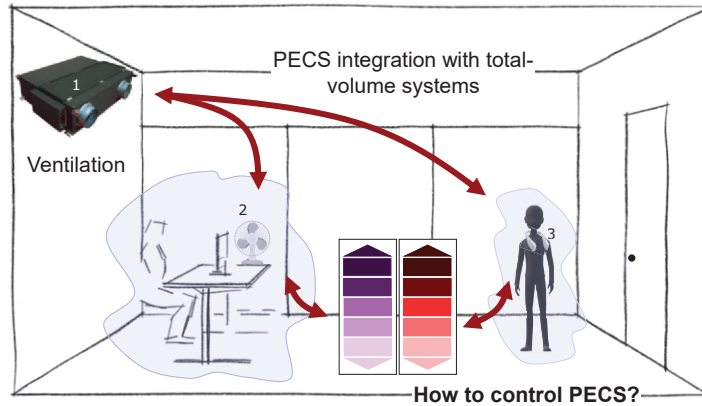 1
PECS integration with total-
volume systems
Ventilation
2
3
How to control PECS?